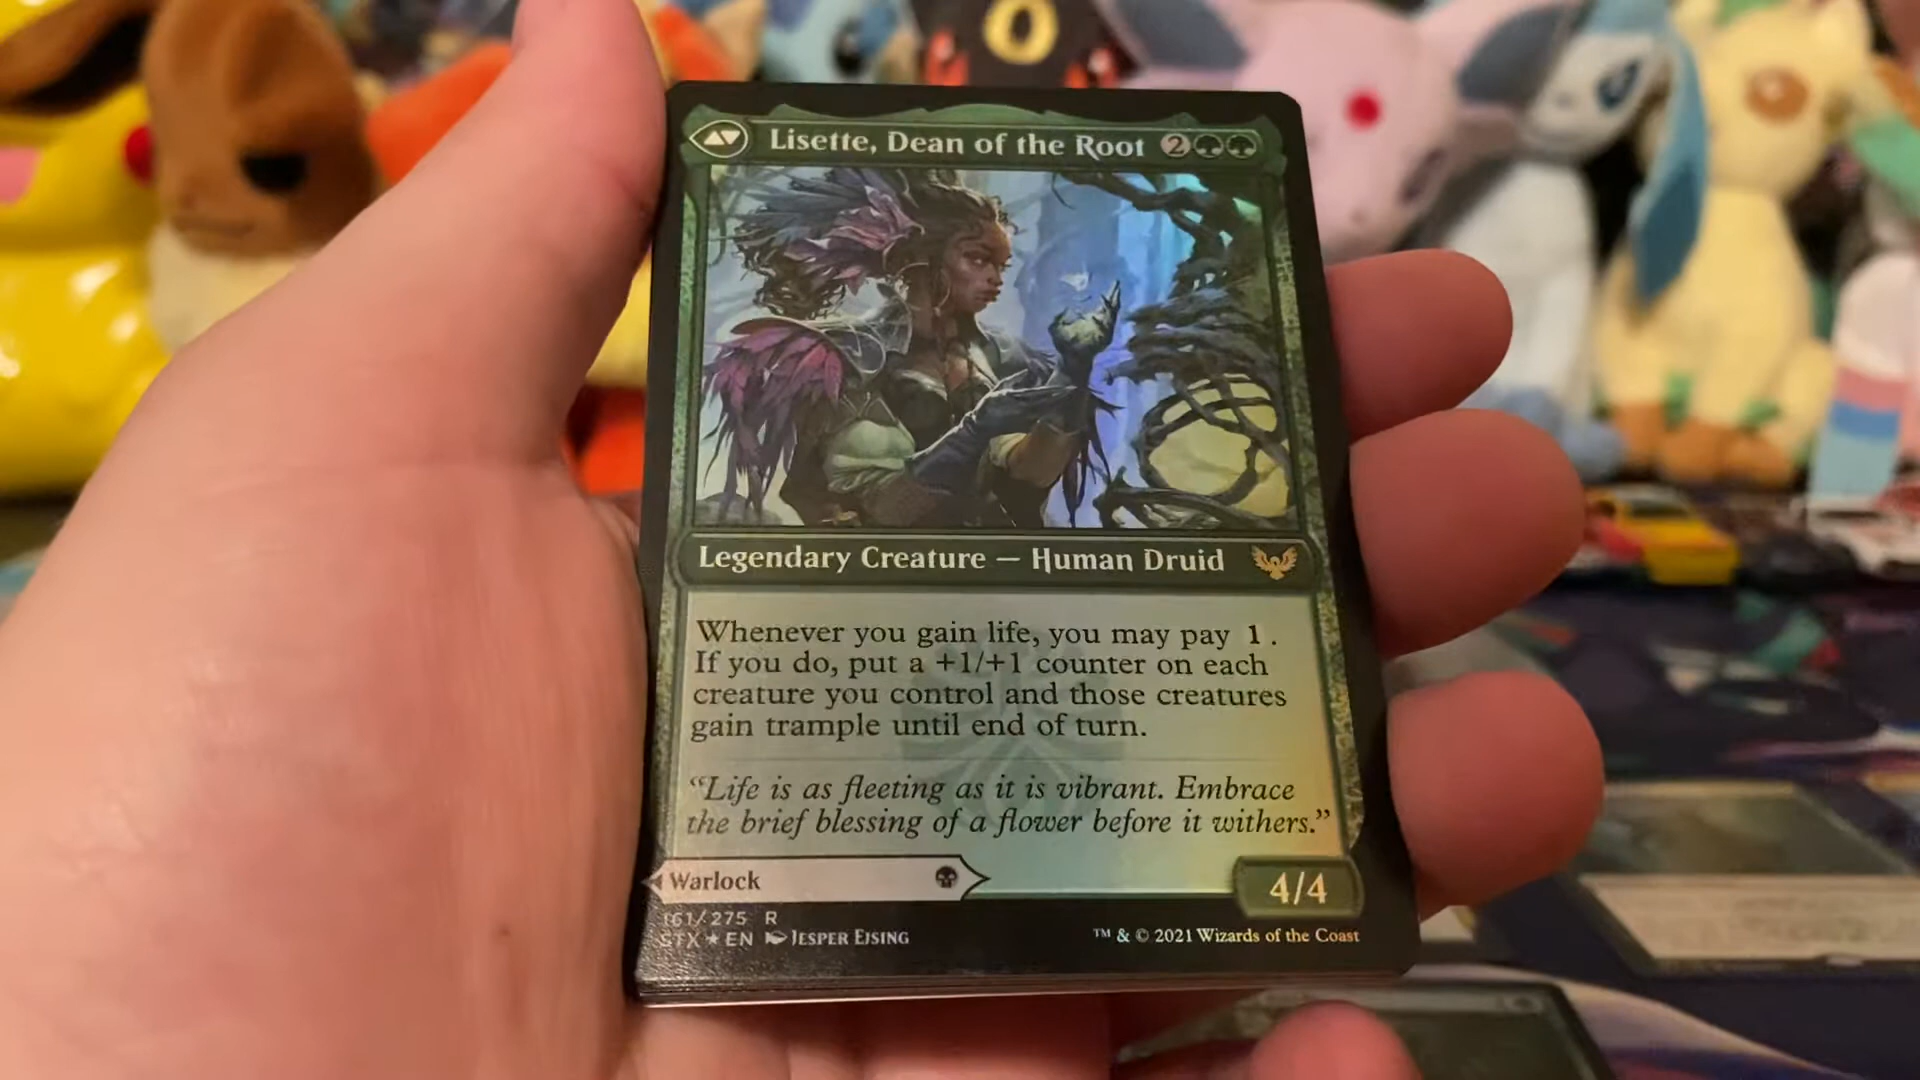 Lisette, Dean of the Root 2
Legendary Creature — Human Druid
Whenever you gain life, you may pay 1.
If you do, put a +1/+1 counter on each
creature you control and those creatures
gain trample until end of turn.
“Life is as fleeting as it is vibrant. Embrace
the brief blessing of a flower before it withers.”
Warlock
4/4
161/275 R
STX★EN JESPER EJSING
™ & © 2021 Wizards of the Coast